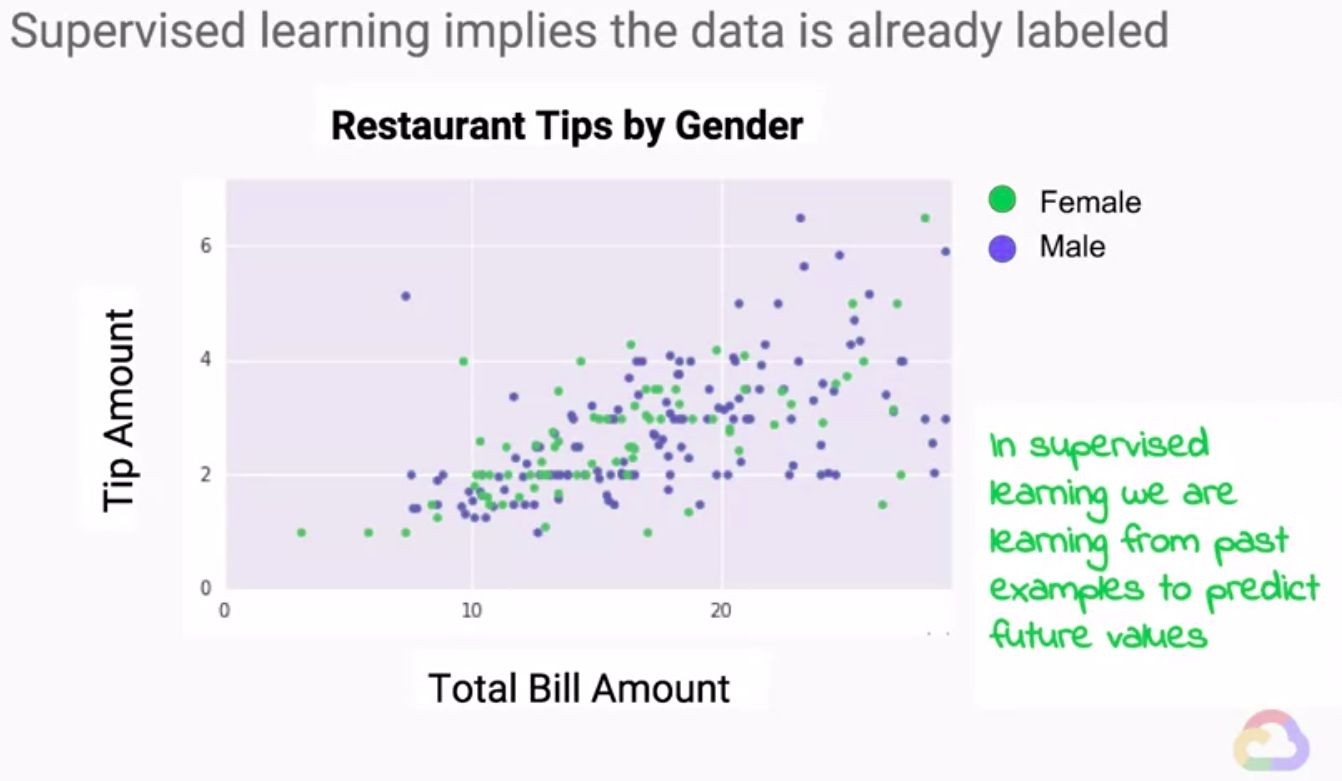 Supervised learning implies the data is already labeled
Restaurant Tips by Gender
Female
Male
6
4
2
0
Tip Amount
0 10 20
Total Bill Amount
In supervised
learning we are
learning from past
examples to predict
future values